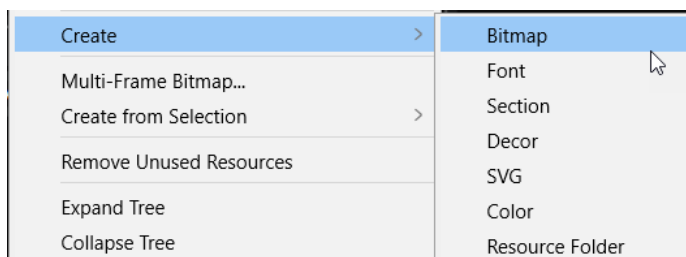 Create
Multi-Frame Bitmap...
Create from Selection
Remove Unused Resources
Expand Tree
Collapse Tree
Bitmap
Font
Section
Decor
SVG
Color
Resource Folder